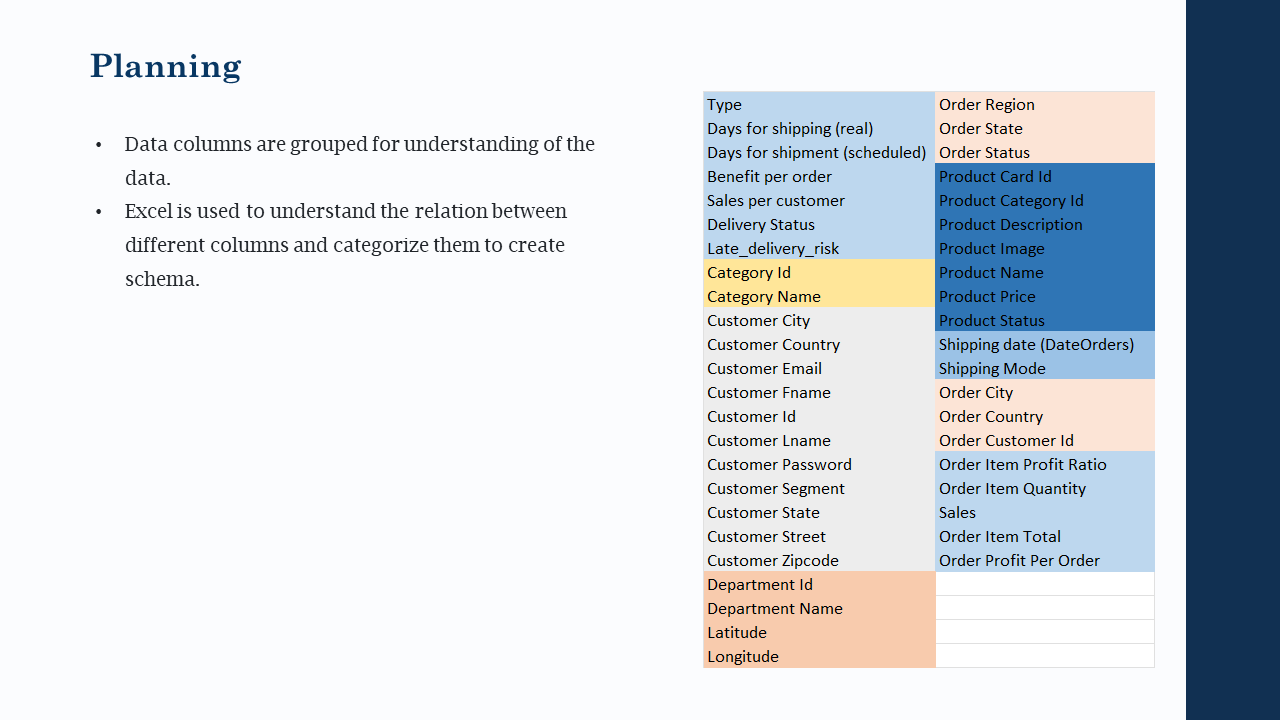 Planning
• Data columns are grouped for understanding of the
data.
• Excel is used to understand the relation between
different columns and categorize them to create
schema.
Type
Days for shipping (real)
Days for shipment (scheduled)
Benefit per order
Sales per customer
Delivery Status
Late_delivery_risk
Category Id
Category Name
Customer City
Customer Country
Customer Email
Customer Fname
Customer Id
Customer Lname
Customer Password
Customer Segment
Customer State
Customer Street
Customer Zipcode
Department Id
Department Name
Latitude
Longitude
Order Region
Order State
Order Status
Product Card Id
Product Category Id
Product Description
Product Image
Product Name
Product Price
Product Status
Shipping date (DateOrders)
Shipping Mode
Order City
Order Country
Order Customer Id
Order Item Profit Ratio
Order Item Quantity
Sales
Order Item Total
Order Profit Per Order